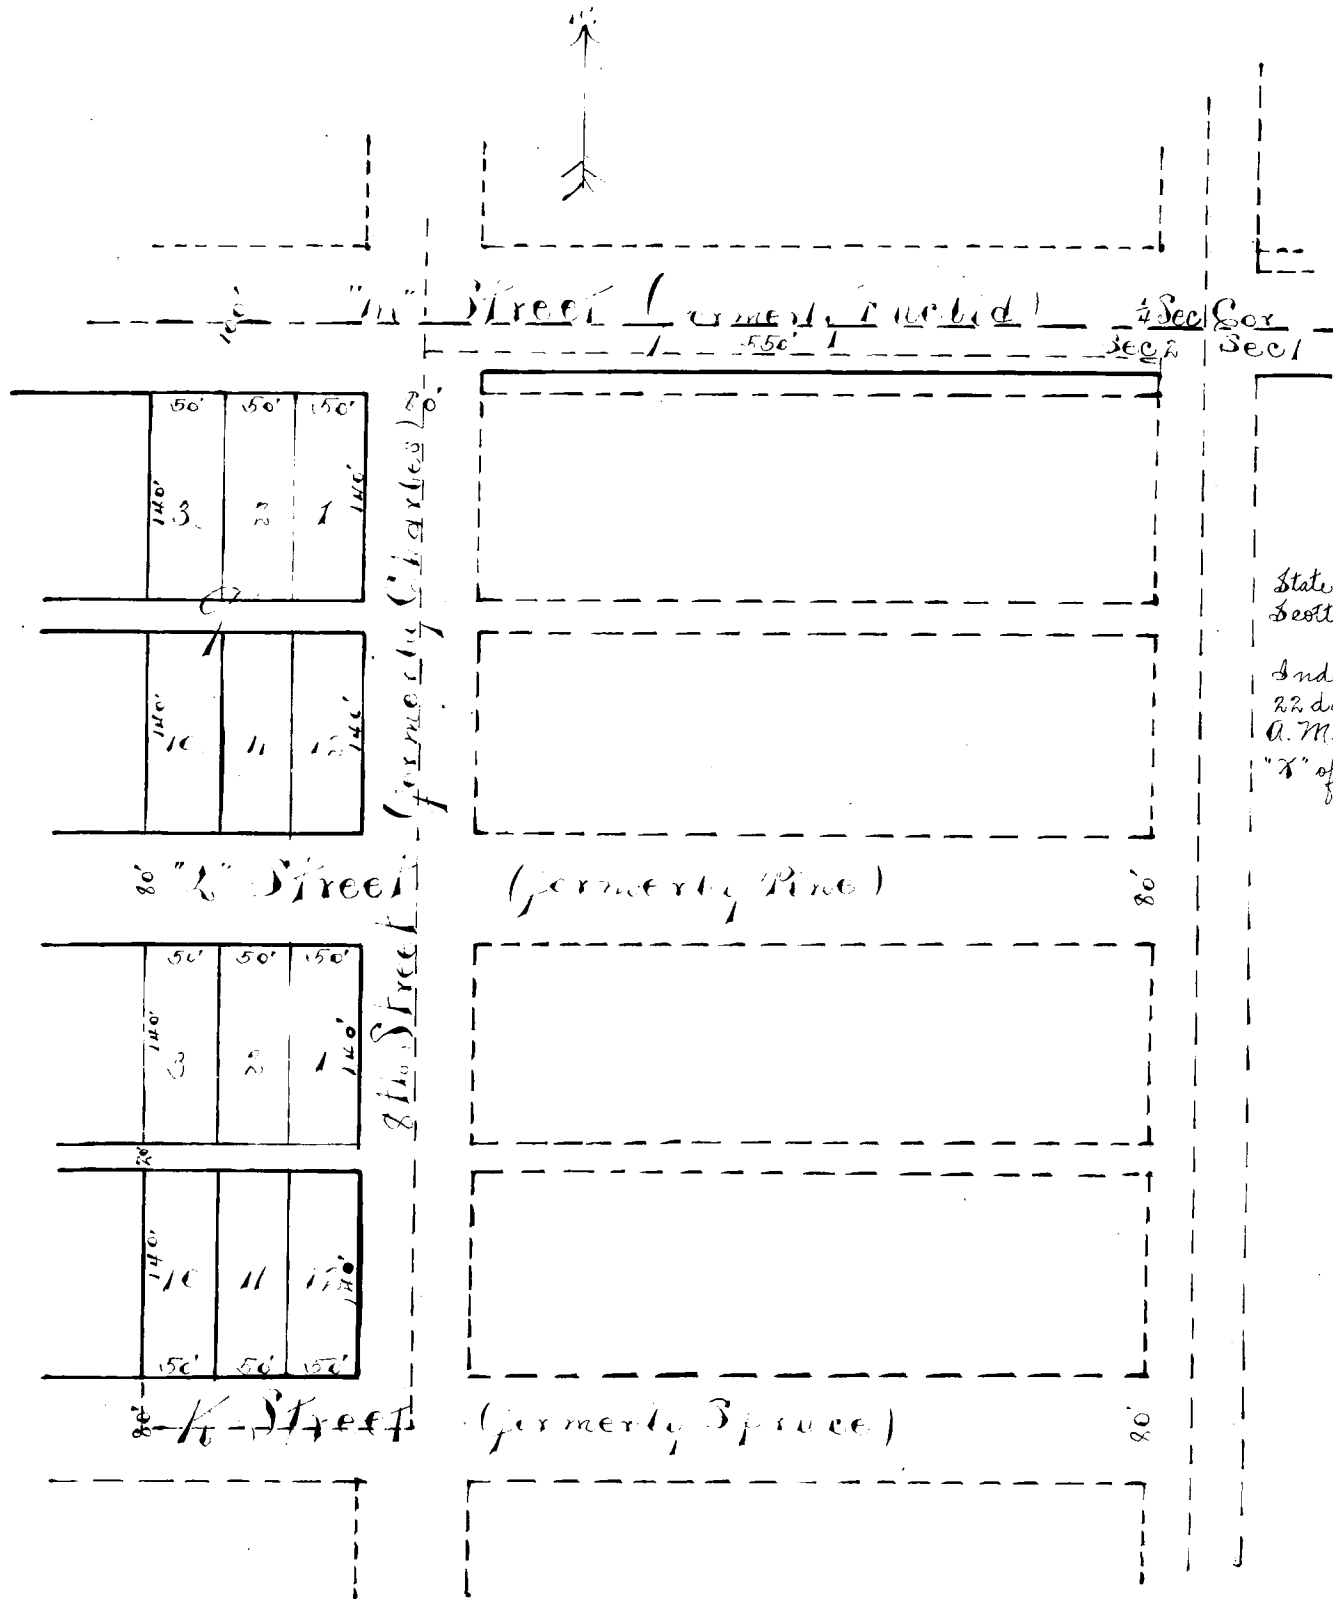 N.
"M" Street (formerly Euclid)
100'
¼ Sec Cor
Sec 2 Sec 1
550'
50' 50' 50' 80'
140' 3 2 1 140'
140' 10 11 12 140'
8th Street (formerly Charles)
State
Scott
Ind
22 d
A. M.
of
80' "L" Street (formerly Pine) 80'
50' 50' 50'
140' 3 2 1 140'
20'
140' 10 11 12 140'
50' 50' 50'
80' K Street (formerly Spruce) 80'